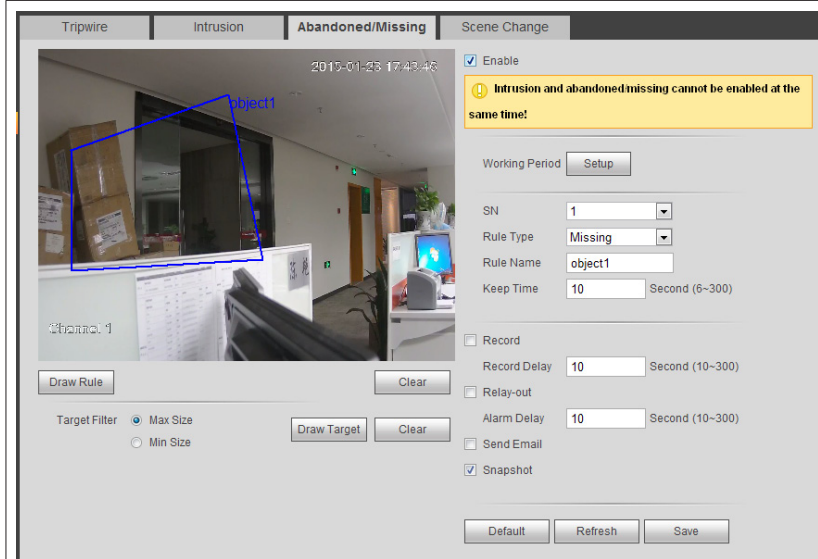 Tripwire
Intrusion
Abandoned/Missing
Scene Change
2015-01-23 17:43:46
object1
Channel 1
Draw Rule
Clear
Target Filter
Max Size
Min Size
Draw Target
Clear
Enable
Intrusion and abandoned/missing cannot be enabled at the
same time!
Working Period
Setup
SN
1
Rule Type
Missing
Rule Name
object1
Keep Time
10
Second (6~300)
Record
Record Delay
10
Second (10~300)
Relay-out
Alarm Delay
10
Second (10~300)
Send Email
Snapshot
Default
Refresh
Save